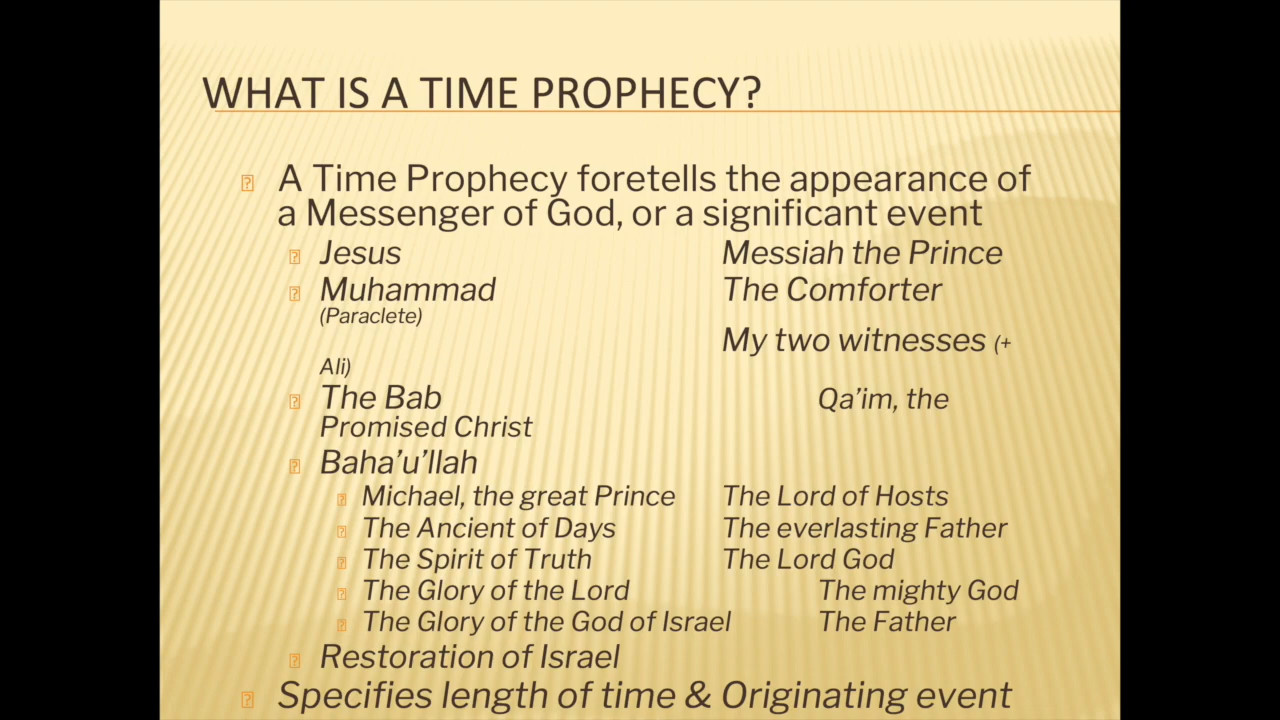 WHAT IS A TIME PROPHECY?
A Time Prophecy foretells the appearance of
a Messenger of God, or a significant event
Jesus Messiah the Prince
Muhammad The Comforter
(Paraclete)
My two witnesses (+
Ali)
The Bab Qa’im, the
Promised Christ
Baha’u’llah
Michael, the great Prince The Lord of Hosts
The Ancient of Days The everlasting Father
The Spirit of Truth The Lord God
The Glory of the Lord The mighty God
The Glory of the God of Israel The Father
Restoration of Israel
Specifies length of time & Originating event